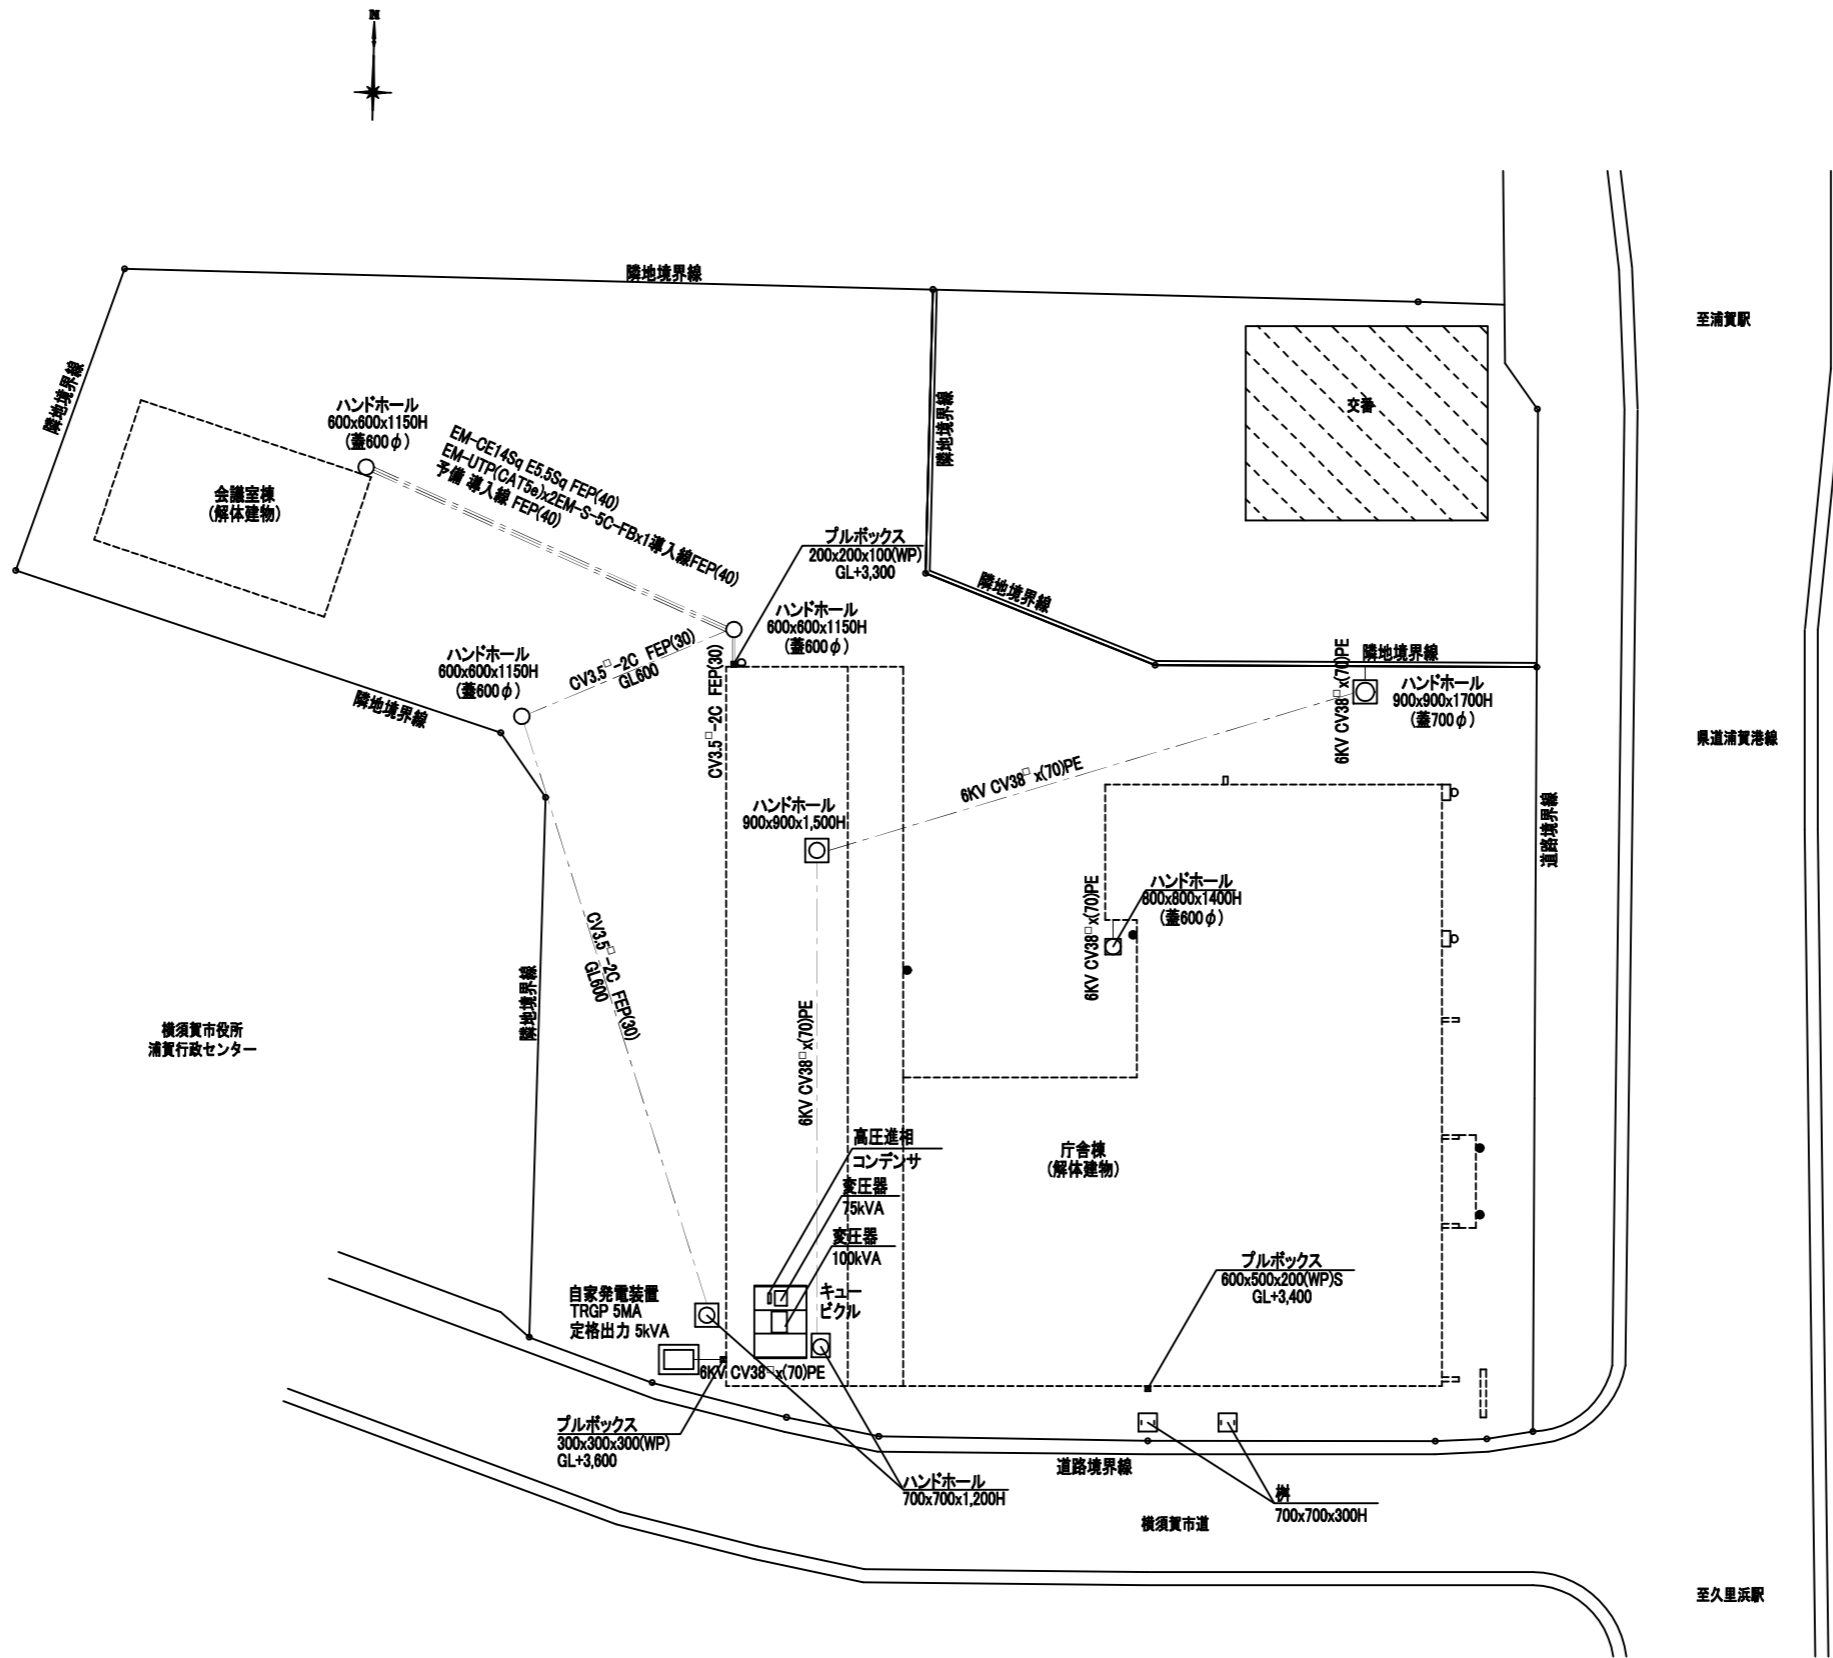 N
隣地境界線
至浦賀駅
隣地境界線
隣地境界線
交番
ハンドホール
600x600x1150H
(蓋600φ)
EM-CE14Sq E5.5Sq FEP(40)
EM-UTP(CAT5e)x2EM-S-5C-FBx1導入線FEP(40)
予備 導入線 FEP(40)
会議室棟
(解体建物)
プルボックス
200x200x100(WP)
GL+3,300
隣地境界線
ハンドホール
600x600x1150H
(蓋600φ)
CV3.5□-2C FEP(30)
GL600
ハンドホール
600x600x1150H
(蓋600φ)
隣地境界線
CV3.5□-2C FEP(30)
隣地境界線
6KV CV38□x(70)PE
ハンドホール
900x900x1700H
(蓋700φ)
県道浦賀港線
6KV CV38□x(70)PE
ハンドホール
900x900x1,500H
道路境界線
ハンドホール
800x800x1400H
(蓋600φ)
6KV CV38□x(70)PE
CV3.5□-2C FEP(30)
GL600
隣地境界線
横須賀市役所
浦賀行政センター
6KV CV38□x(70)PE
高圧進相
コンデンサ
変圧器
75kVA
変圧器
100kVA
庁舎棟
(解体建物)
プルボックス
600x500x200(WP)S
GL+3,400
自家発電装置
TRGP 5MA
定格出力 5kVA
キュー
ビクル
6KV CV38□x(70)PE
プルボックス
300x300x300(WP)
GL+3,600
ハンドホール
700x700x1,200H
道路境界線
桝
700x700x300H
横須賀市道
至久里浜駅